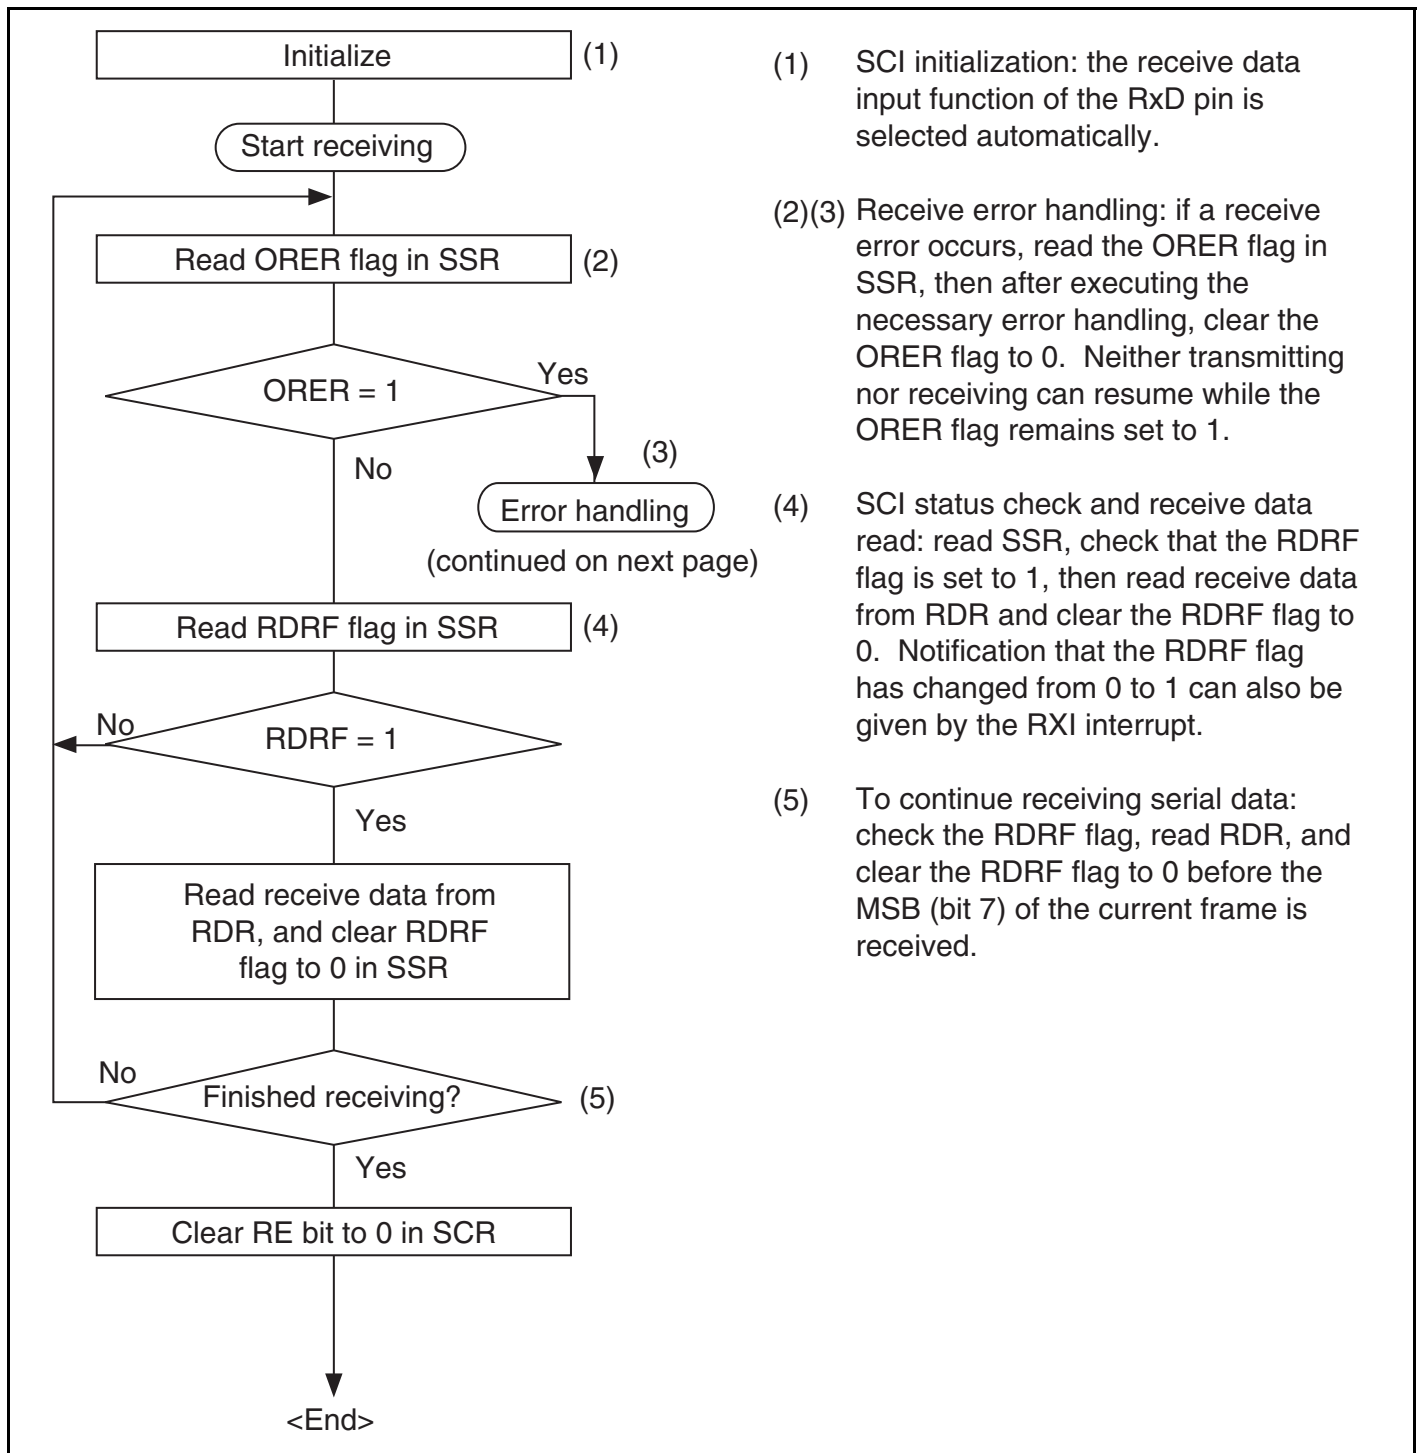 Initialize
(1)
Start receiving
Read ORER flag in SSR
(2)
ORER = 1
Yes
No
(3)
Error handling
(continued on next page)
Read RDRF flag in SSR
(4)
No
RDRF = 1
Yes
Read receive data from
RDR, and clear RDRF
flag to 0 in SSR
No
Finished receiving?
(5)
Yes
Clear RE bit to 0 in SCR
<End>
(1) SCI initialization: the receive data
input function of the RxD pin is
selected automatically.
(2)(3) Receive error handling: if a receive
error occurs, read the ORER flag in
SSR, then after executing the
necessary error handling, clear the
ORER flag to 0.  Neither transmitting
nor receiving can resume while the
ORER flag remains set to 1.
(4) SCI status check and receive data
read: read SSR, check that the RDRF
flag is set to 1, then read receive data
from RDR and clear the RDRF flag to
0.  Notification that the RDRF flag
has changed from 0 to 1 can also be
given by the RXI interrupt.
(5) To continue receiving serial data:
check the RDRF flag, read RDR, and
clear the RDRF flag to 0 before the
MSB (bit 7) of the current frame is
received.